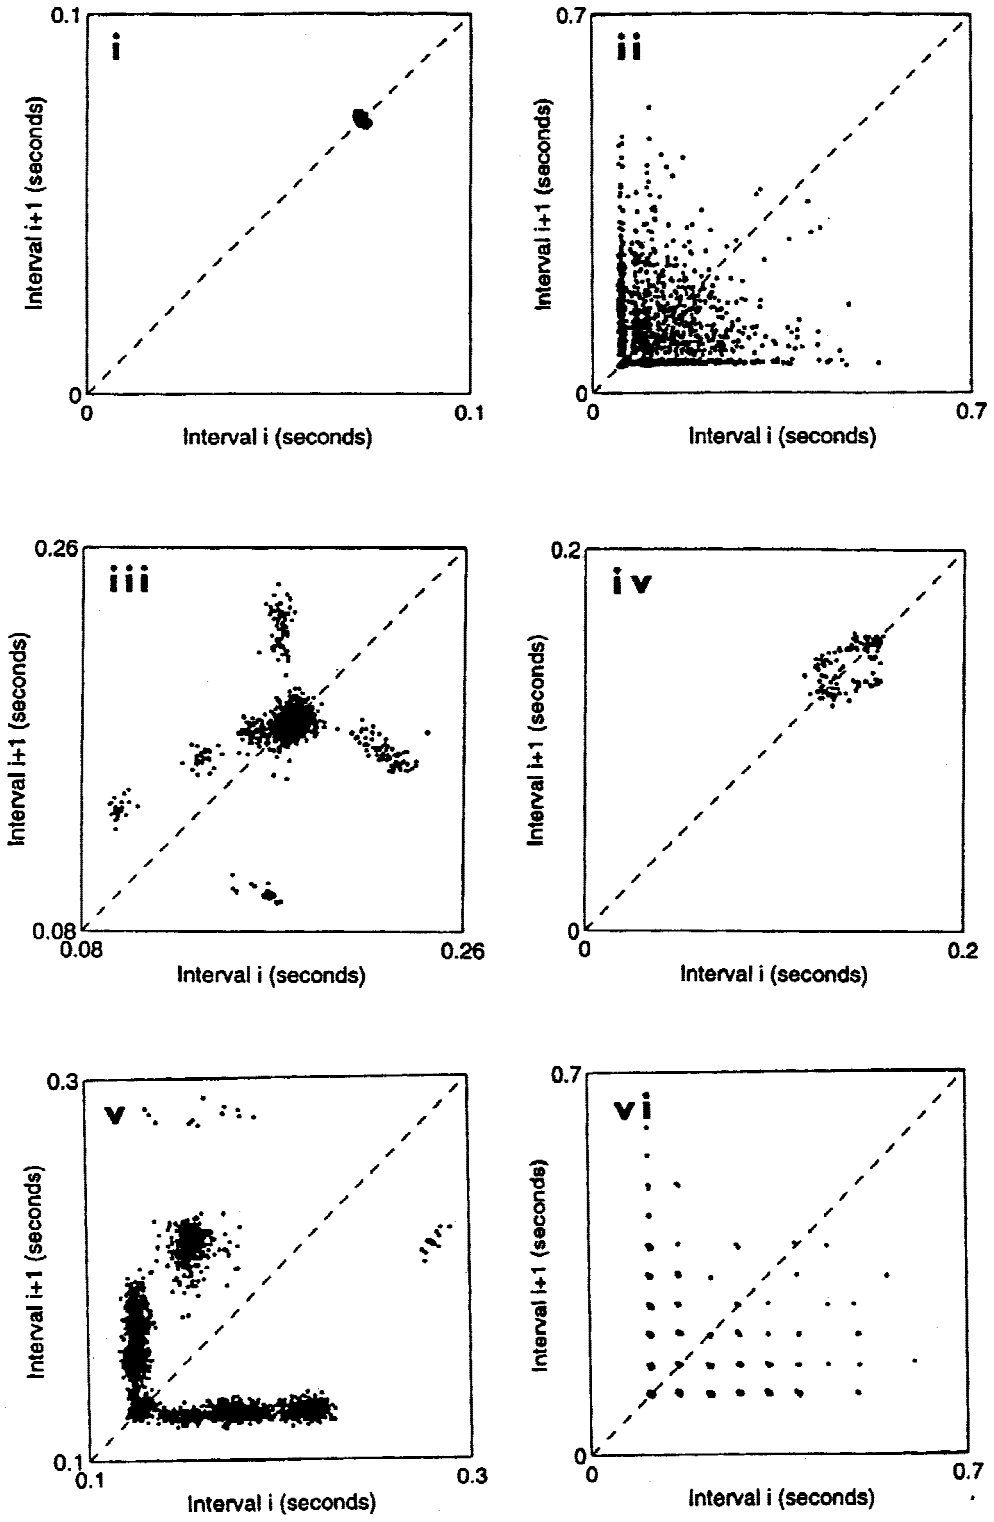 0.1
i
Interval i+1 (seconds)
0
0
0.1
Interval i (seconds)
0.7
ii
Interval i+1 (seconds)
0
0
0.7
Interval i (seconds)
0.26
iii
Interval i+1 (seconds)
0.08
0.08
0.26
Interval i (seconds)
0.2
iv
Interval i+1 (seconds)
0
0
0.2
Interval i (seconds)
0.3
v
Interval i+1 (seconds)
0.1
0.1
0.3
Interval i (seconds)
0.7
vi
Interval i+1 (seconds)
0
0
0.7
Interval i (seconds)